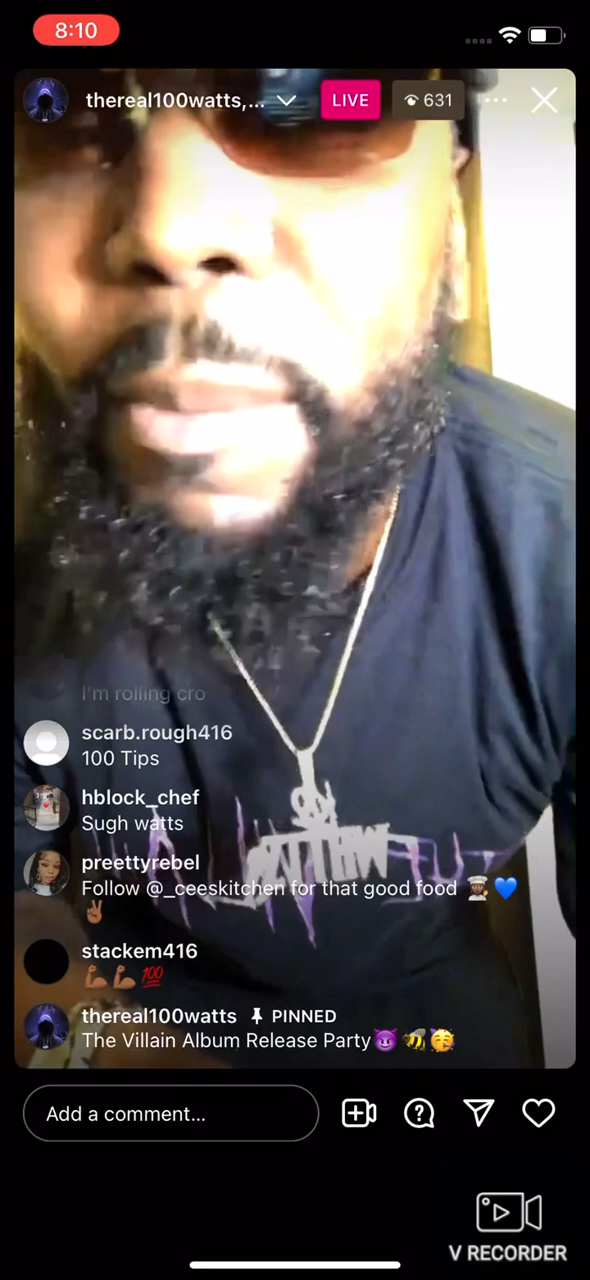 8:10
thereal100watts,...
LIVE
631
I'm rolling cro
scarb.rough416
100 Tips
hblock_chef
Sugh watts
preettyrebel
Follow @_ceeskitchen for that good food 👩🏾‍🍳💙
✌🏾
stackem416
💪🏾💪🏾💯
thereal100watts PINNED
The Villain Album Release Party😈🐝🥳
Add a comment...
V RECORDER